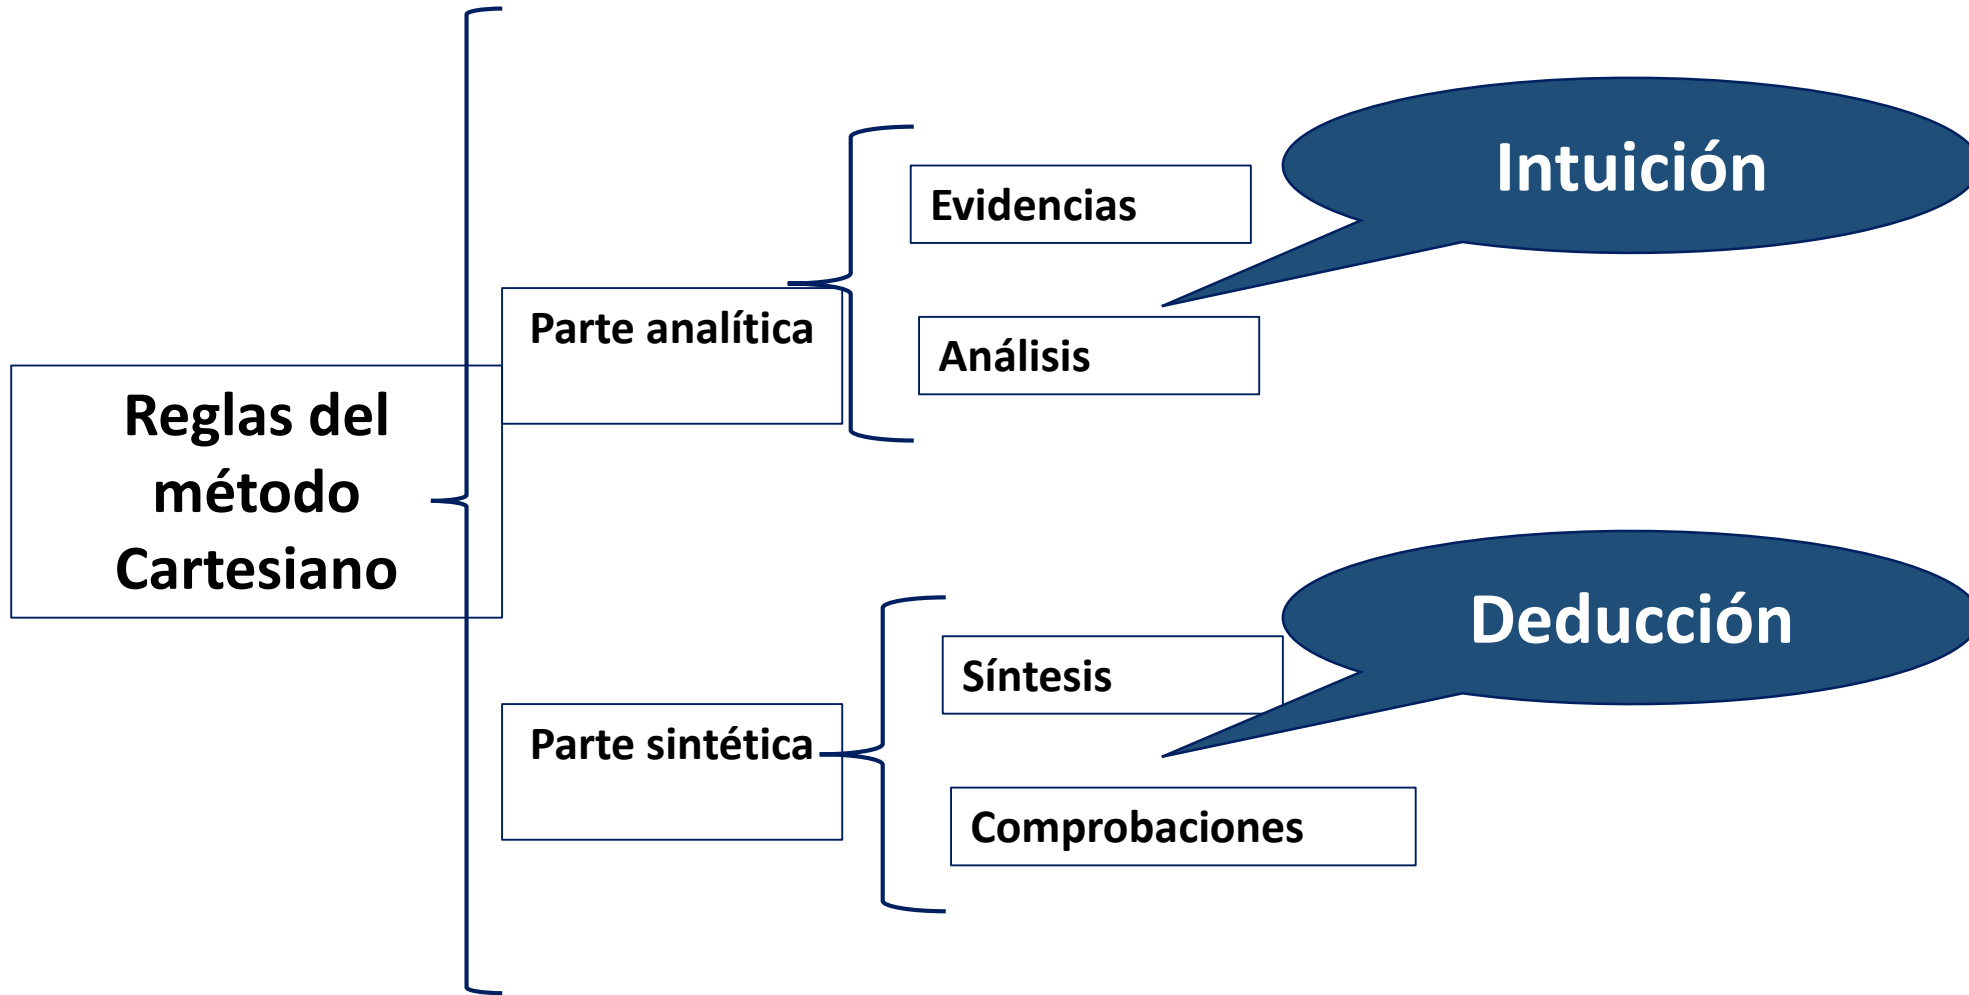 Reglas del
método
Cartesiano
Parte analítica
Evidencias
Análisis
Intuición
Parte sintética
Síntesis
Comprobaciones
Deducción